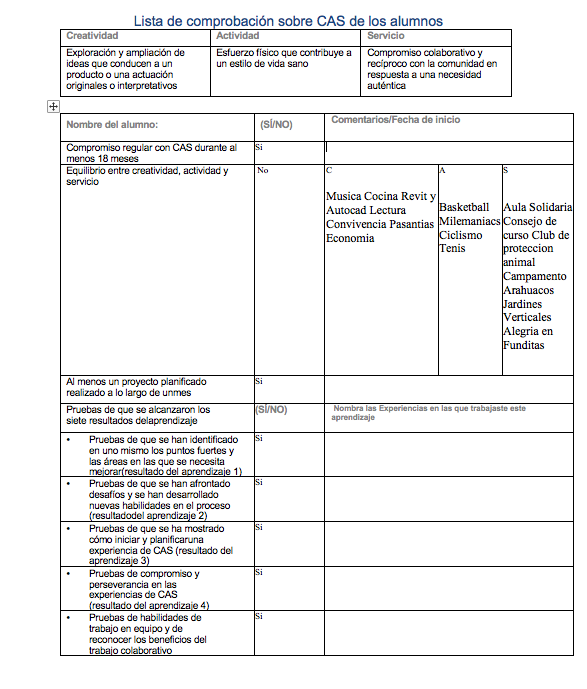 Lista de comprobación sobre CAS de los alumnos
Creatividad
Actividad
Servicio
Exploración y ampliación de
ideas que conducen a un
producto o una actuación
originales o interpretativos
Esfuerzo físico que contribuye a
un estilo de vida sano
Compromiso colaborativo y
recíproco con la comunidad en
respuesta a una necesidad
auténtica
Nombre del alumno:
(SÍ/NO)
Comentarios/Fecha de inicio
Compromiso regular con CAS durante al
menos 18 meses
Si
Equilibrio entre creatividad, actividad y
servicio
No
C
Musica Cocina Revit y
Autocad Lectura
Convivencia Pasantias
Economia
A
Basketball
Milemaniacs
Ciclismo
Tenis
S
Aula Solidaria
Consejo de
curso Club de
proteccion
animal
Campamento
Arahuacos
Jardines
Verticales
Alegria en
Funditas
Al menos un proyecto planificado
realizado a lo largo de unmes
Si
Pruebas de que se alcanzaron los
siete resultados delaprendizaje
(SÍ/NO)
Nombra las Experiencias en las que trabajaste este
aprendizaje
• Pruebas de que se han identificado
en uno mismo los puntos fuertes y
las áreas en las que se necesita
mejorar(resultado del aprendizaje 1)
Si
• Pruebas de que se han afrontado
desafíos y se han desarrollado
nuevas habilidades en el proceso
(resultadodel aprendizaje 2)
Si
• Pruebas de que se ha mostrado
cómo iniciar y planificaruna
experiencia de CAS (resultado del
aprendizaje 3)
Si
• Pruebas de compromiso y
perseverancia en las
experiencias de CAS
(resultado del aprendizaje 4)
Si
• Pruebas de habilidades de
trabajo en equipo y de
reconocer los beneficios del
trabajo colaborativo
Si